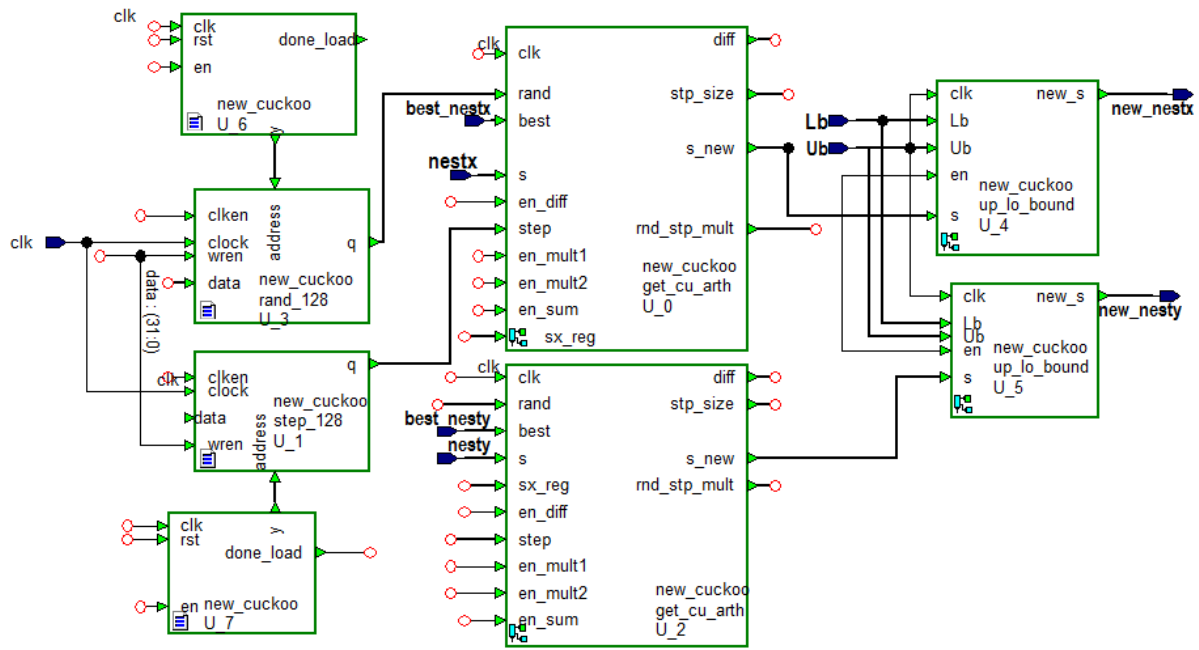 clk
clk
rst
en
done_load
new_cuckoo
U_6
y
clk
clken
clock
wren
data
address
q
new_cuckoo
rand_128
U_3
data : (31:0)
clk
clken
clock
data
wren
address
q
new_cuckoo
step_128
U_1
clk
rst
en
y
done_load
new_cuckoo
U_7
clk
clk
rand
best_nestx
best
nestx
s
en_diff
step
en_mult1
en_mult2
en_sum
sx_reg
diff
stp_size
s_new
rnd_stp_mult
new_cuckoo
get_cu_arth
U_0
clk
clk
rand
best_nesty
best
nesty
s
sx_reg
en_diff
step
en_mult1
en_mult2
en_sum
diff
stp_size
s_new
rnd_stp_mult
new_cuckoo
get_cu_arth
U_2
Lb
Ub
clk
Lb
Ub
en
s
new_s
new_nestx
new_cuckoo
up_lo_bound
U_4
clk
Lb
Ub
en
s
new_s
new_nesty
new_cuckoo
up_lo_bound
U_5